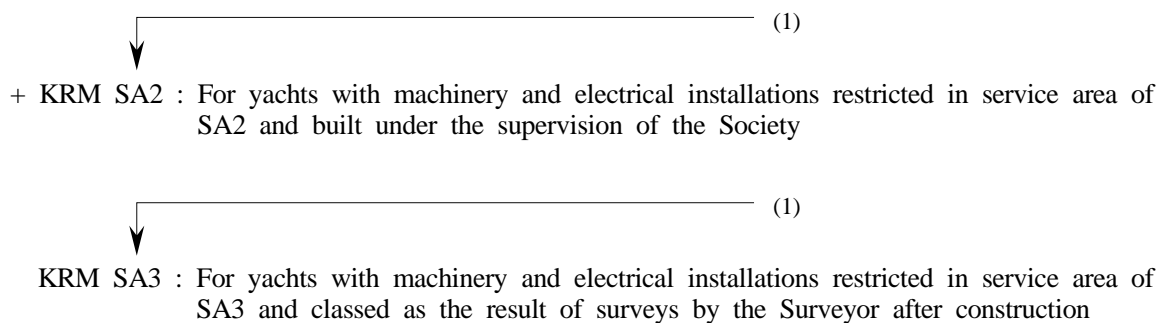 (1)
+ KRM SA2 : For yachts with machinery and electrical installations restricted in service area of
SA2 and built under the supervision of the Society
(1)
KRM SA3 : For yachts with machinery and electrical installations restricted in service area of
SA3 and classed as the result of surveys by the Surveyor after construction